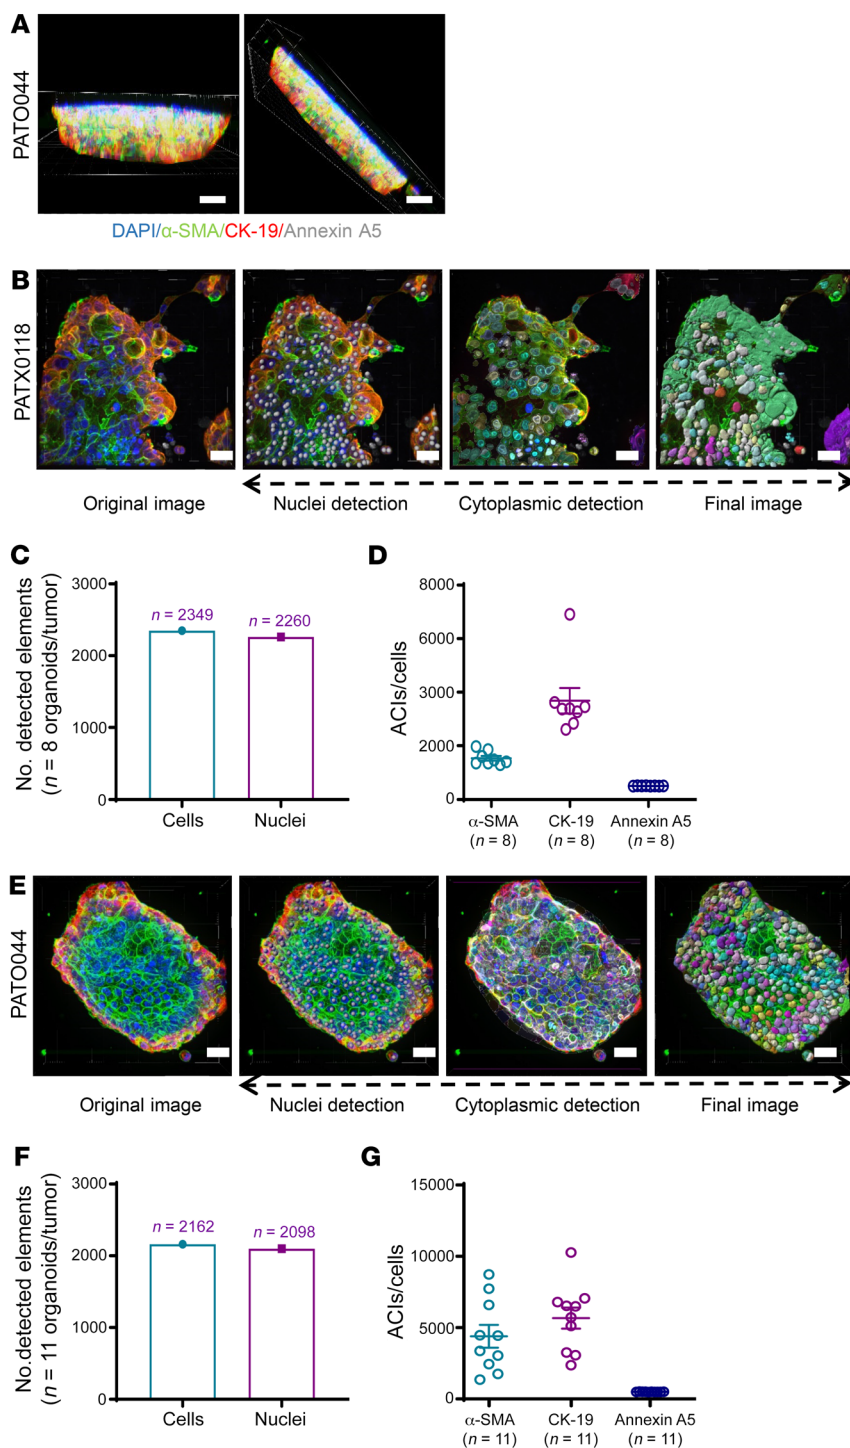 A
PATO044
DAPI/α-SMA/CK-19/Annexin A5
B
PATX0118
Original image
Nuclei detection
Cytoplasmic detection
Final image
C
No. detected elements
(n = 8 organoids/tumor)
3000
2000
1000
0
n = 2349
n = 2260
Cells
Nuclei
D
ACIs/cells
8000
6000
3000
2000
0
α-SMA
(n = 8)
CK-19
(n = 8)
Annexin A5
(n = 8)
E
PATO044
Original image
Nuclei detection
Cytoplasmic detection
Final image
F
No.detected elements
(n = 11 organoids/tumor)
3000
2000
1000
0
n = 2162
n = 2098
Cells
Nuclei
G
ACIs/cells
15000
10000
5000
0
α-SMA
(n = 11)
CK-19
(n = 11)
Annexin A5
(n = 11)